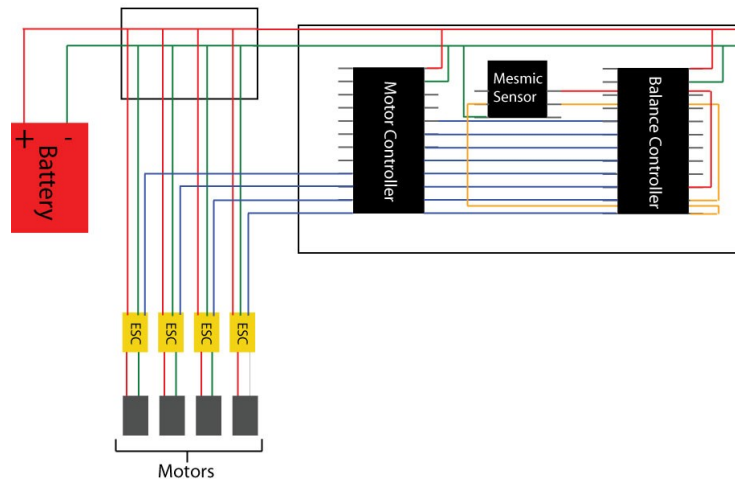 +
-
Battery
Motor Controller
Mesmic
Sensor
Balance Controller
ESC
ESC
ESC
ESC
Motors